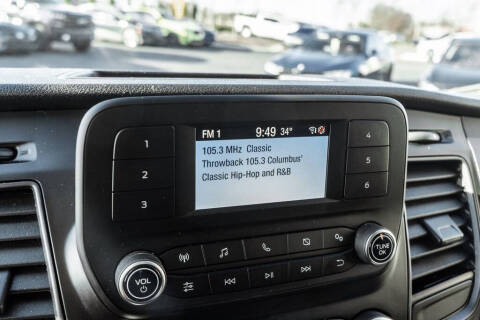 FM 1 9:49 34°
105.3 MHz Classic
Throwback 105.3 Columbus'
Classic Hip-Hop and R&B
1
2
3
4
5
6
VOL
TUNE
OK